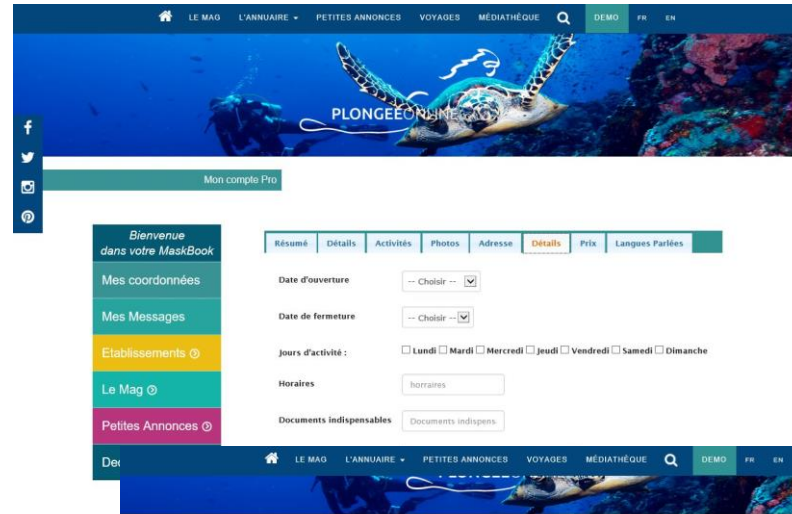 LE MAG L'ANNUAIRE PETITES ANNONCES VOYAGES MÉDIATHÈQUE DEMO FR EN
PLONGÉEONLINE
Mon compte Pro
Bienvenue
dans votre MaskBook
Mes coordonnées
Mes Messages
Etablissements
Le Mag
Petites Annonces
Résumé Détails Activités Photos Adresse Détails Prix Langues Parlées
Date d'ouverture -- Choisir --
Date de fermeture -- Choisir --
Jours d'activité : Lundi Mardi Mercredi Jeudi Vendredi Samedi Dimanche
Horaires horraires
Documents indispensables Documents indispens
LE MAG L'ANNUAIRE PETITES ANNONCES VOYAGES MÉDIATHÈQUE DEMO FR EN